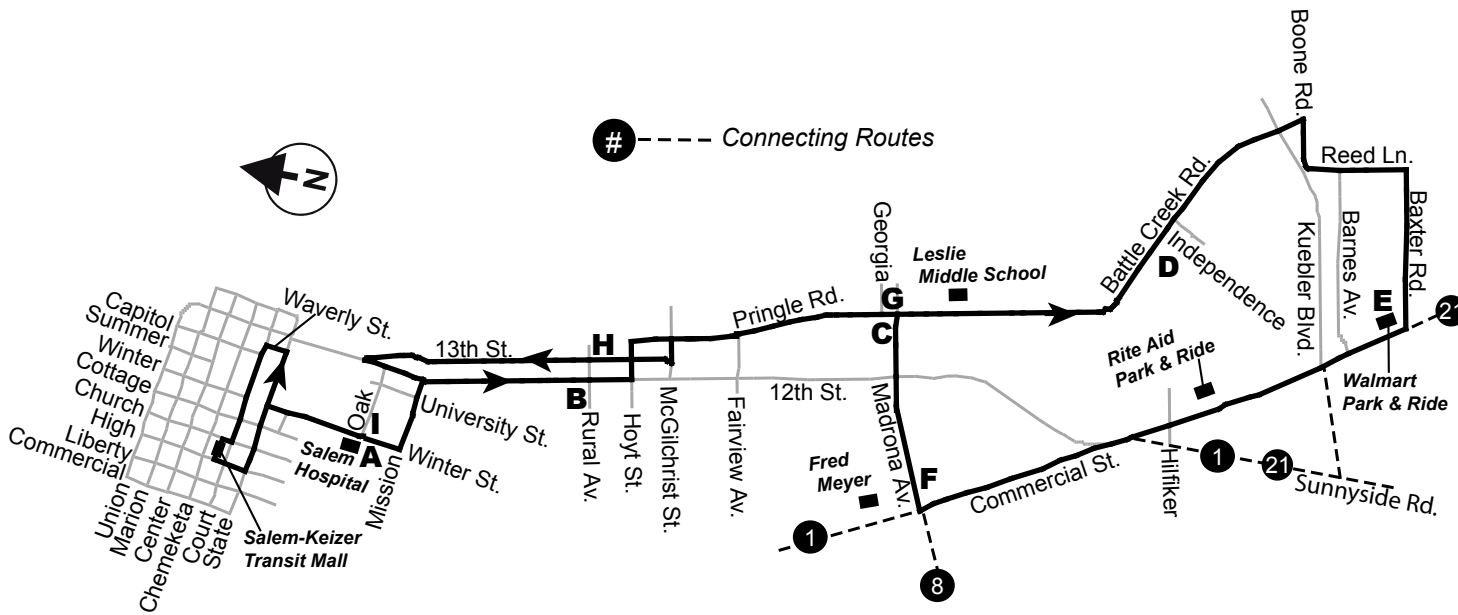 Boone Rd.
#
Connecting Routes
N
Reed Ln.
Battle Creek Rd.
Baxter Rd.
Georgia
Leslie
Middle School
Independence
D
Kuebler Blvd.
Barnes Av.
E
21
Capitol
Summer
Winter
Cottage
Church
High
Liberty
Commercial
Waverly St.
Pringle Rd.
G
C
13th St.
H
Rite Aid
Park & Ride
Walmart
Park & Ride
Oak
I
A
University St.
B
Rural Av.
Hoyt St.
McGilchrist St.
Fairview Av.
12th St.
Madrona Av.
Salem
Hospital
Mission
Winter St.
Fred
Meyer
F
Commercial St.
Hilfiker
1
21
Sunnyside Rd.
Union
Marion
Center
Chemeketa
Court
State
Salem-Keizer
Transit Mall
1
8